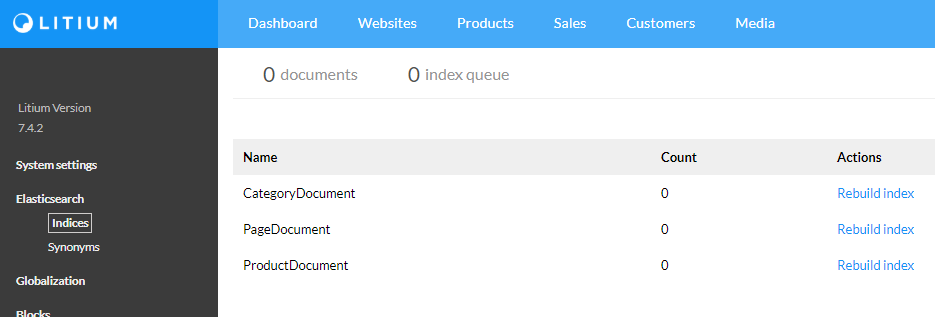 LITIUM
Dashboard Websites Products Sales Customers Media
0 documents 0 index queue
Litium Version
7.4.2
System settings
Elasticsearch
Indices
Synonyms
Globalization
Blocks
Name Count Actions
CategoryDocument 0 Rebuild index
PageDocument 0 Rebuild index
ProductDocument 0 Rebuild index